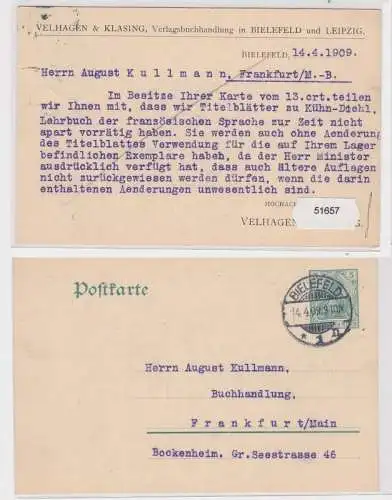 VELHAGEN & KLASING, Verlagsbuchhandlung in BIELEFELD und LEIPZIG.
BIELEFELD, 14.4.1909.
Herrn August Kullmann, Frankfurt/M.-B.
Im Besitze Ihrer Karte vom 13.crt.teilen
wir Ihnen mit, dass wir Titelblätter zu Kühn-Diehl,
Lehrbuch der französischen Sprache zur Zeit nicht
apart vorrätig haben. Sie werden auch ohne Aenderung
des Titelblattes Verwendung für die auf Ihrem Lager
befindlichen Exemplare haben, da der Herr Minister
ausdrücklich verfügt hat, dass auch ältere Auflagen
nicht zurückgewiesen werden dürfen, wenn die darin
enthaltenen Aenderungen unwesentlich sind.
VELHAGEN
51657
Postkarte
BIELEFELD
14.4.09
Herrn August Kullmann,
Buchhandlung,
Frankfurt/Main
Bockenheim. Gr.Seestrasse 46